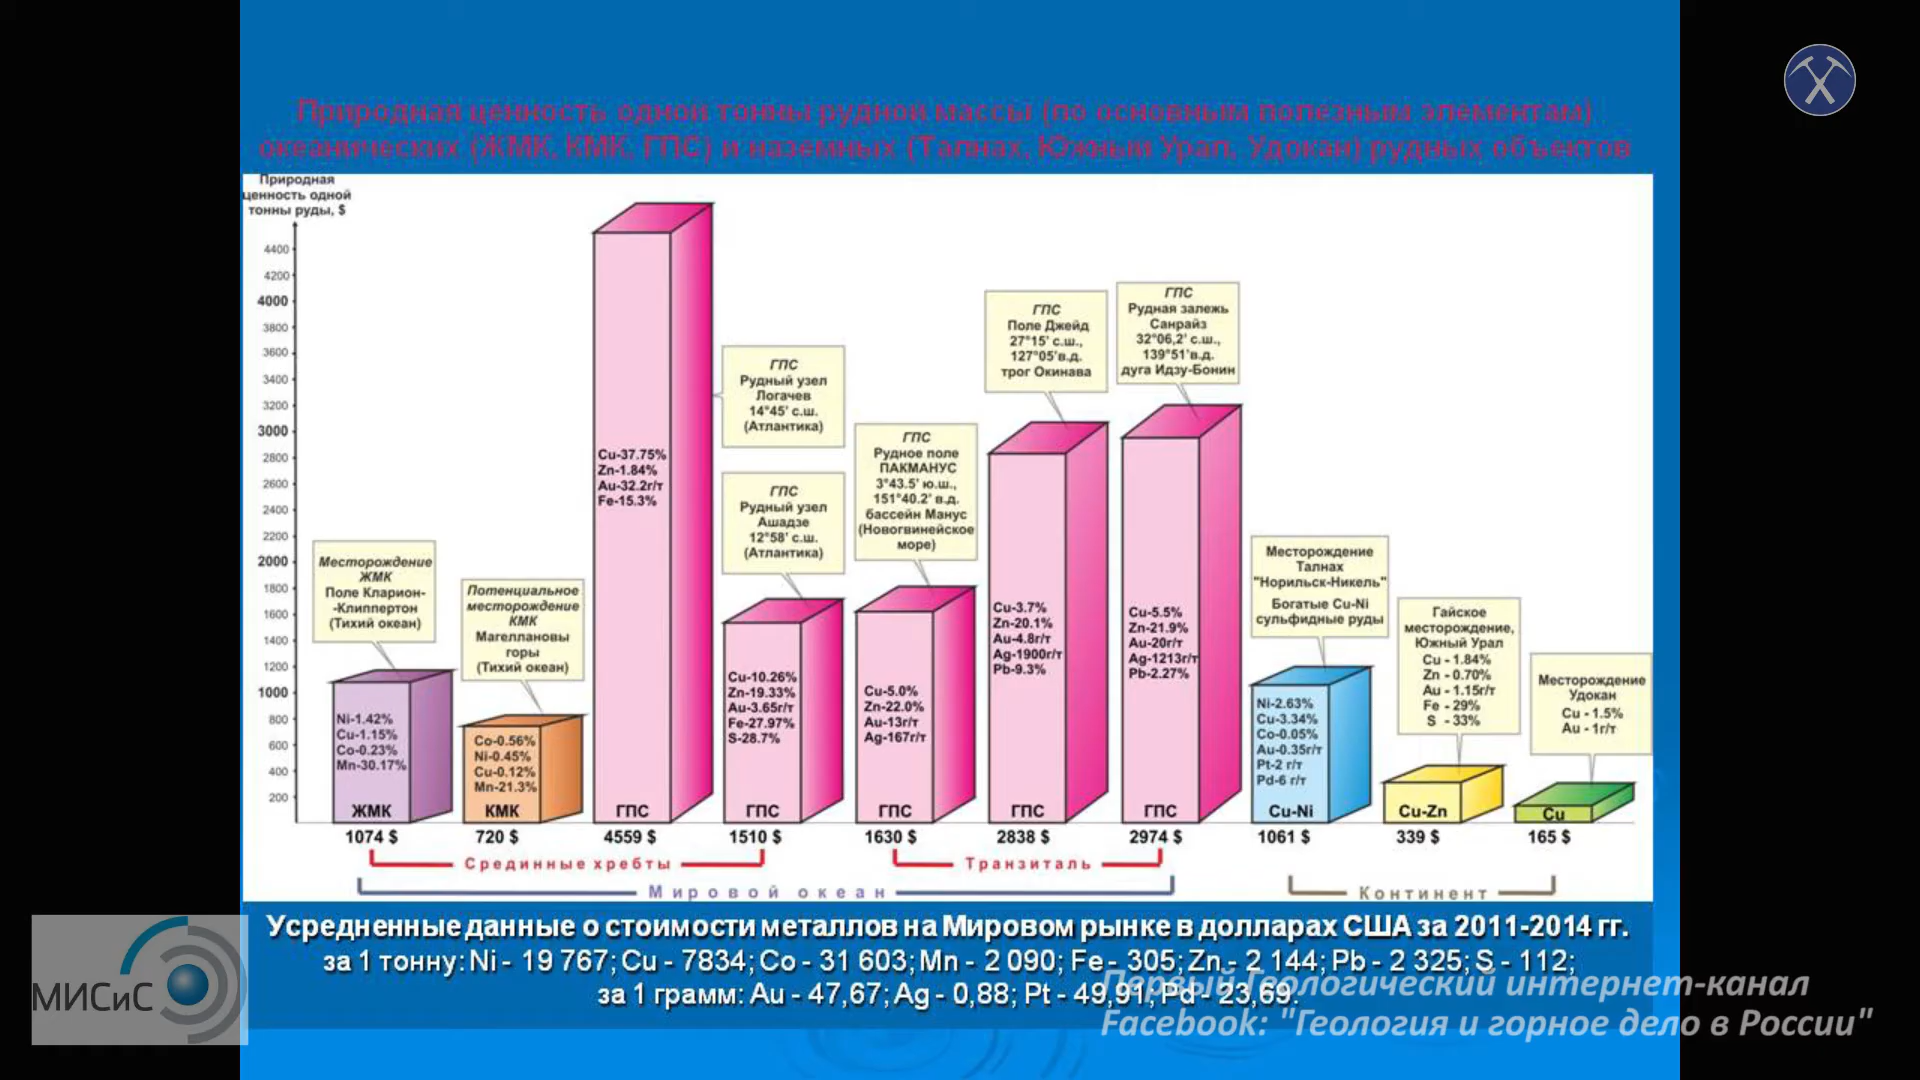 Природная ценность одной тонны рудной массы (по основным полезным элементам)
океанических (ЖМК, КМК, ГПС) и наземных (Талнах, Южный Урал, Удокан) рудных объектов
Природная
ценность одной
тонны руды, $
4400
4200
4000
3800
3600
3400
3200
3000
2800
2600
2400
2200
2000
1800
1600
1400
1200
1000
800
600
400
200
Месторождение
ЖМК
Поле Кларион-
-Клиппертон
(Тихий океан)
Ni-1.42%
Cu-1.15%
Co-0.23%
Mn-30.17%
ЖМК
1074 $
Потенциальное
месторождение
КМК
Магеллановы
горы
(Тихий океан)
Co-0.56%
Ni-0.45%
Cu-0.12%
Mn-21.3%
КМК
720 $
Cu-37.75%
Zn-1.84%
Au-32.2г/т
Fe-15.3%
ГПС
4559 $
ГПС
Рудный узел
Логачев
14°45' с.ш.
(Атлантика)
ГПС
Рудный узел
Ашадзе
12°58' с.ш.
(Атлантика)
Cu-10.26%
Zn-19.33%
Au-3.65г/т
Fe-27.97%
S-28.7%
ГПС
1510 $
ГПС
Рудное поле
ПАКМАНУС
3°43.5' ю.ш.,
151°40.2' в.д.
бассейн Манус
(Новогвинейское
море)
Cu-5.0%
Zn-22.0%
Au-13г/т
Ag-167г/т
ГПС
1630 $
ГПС
Поле Джейд
27°15' с.ш.,
127°05'в.д.
трог Окинава
Cu-3.7%
Zn-20.1%
Au-4.8г/т
Ag-1900г/т
Pb-9.3%
ГПС
2838 $
ГПС
Рудная залежь
Санрайз
32°06,2' с.ш.,
139°51'в.д.
дуга Идзу-Бонин
Cu-5.5%
Zn-21.9%
Au-20г/т
Ag-1213г/т
Pb-2.27%
ГПС
2974 $
Месторождение
Талнах
"Норильск-Никель"
Богатые Cu-Ni
сульфидные руды
Ni-2.63%
Cu-3.34%
Co-0.05%
Au-0.35г/т
Pt-2 г/т
Pd-6 г/т
Cu-Ni
1061 $
Гайское
месторождение,
Южный Урал
Cu - 1.84%
Zn - 0.70%
Au - 1.15г/т
Fe - 29%
S - 33%
Cu-Zn
339 $
Месторождение
Удокан
Cu - 1.5%
Au - 1г/т
Cu
165 $
Срединные хребты
Транзиталь
Мировой океан
Континент
Усредненные данные о стоимости металлов на Мировом рынке в долларах США за 2011-2014 гг.
за 1 тонну: Ni - 19 767; Cu - 7834; Co - 31 603; Mn - 2 090; Fe - 305; Zn - 2 144; Pb - 2 325; S - 112;
за 1 грамм: Au - 47,67; Ag - 0,88; Pt - 49,91; Pd - 23,69.
МИСиС
Первый Геологический интернет-канал
Facebook: "Геология и горное дело в России"